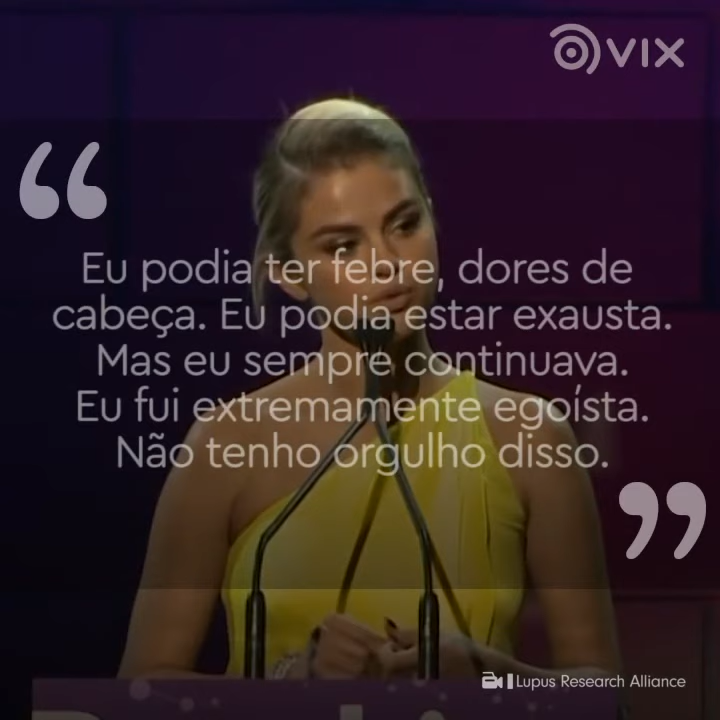 VIX
“
Eu podia ter febre, dores de
cabeça. Eu podia estar exausta.
Mas eu sempre continuava.
Eu fui extremamente egoísta.
Não tenho orgulho disso.
”
Lupus Research Alliance